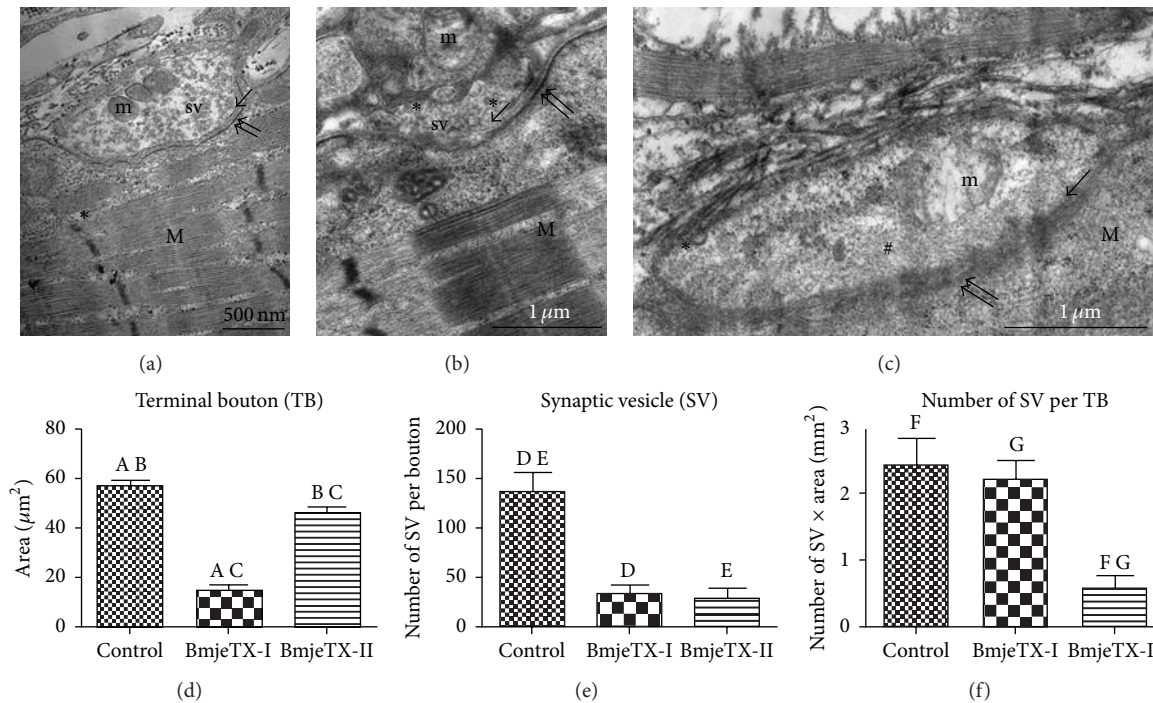 m
sv
*
M
500 nm
(a)
m
*
*
sv
M
1 μm
(b)
m
*
#
M
1 μm
(c)
Terminal bouton (TB)
Area (μm²)
80
60
40
20
0
A B
A C
B C
Control
BmjeTX-I
BmjeTX-II
(d)
Synaptic vesicle (SV)
Number of SV per bouton
200
150
100
50
0
D E
D
E
Control
BmjeTX-I
BmjeTX-II
(e)
Number of SV per TB
Number of SV × area (mm²)
3
2
1
0
F
G
F G
Control
BmjeTX-I
BmjeTX-I
(f)